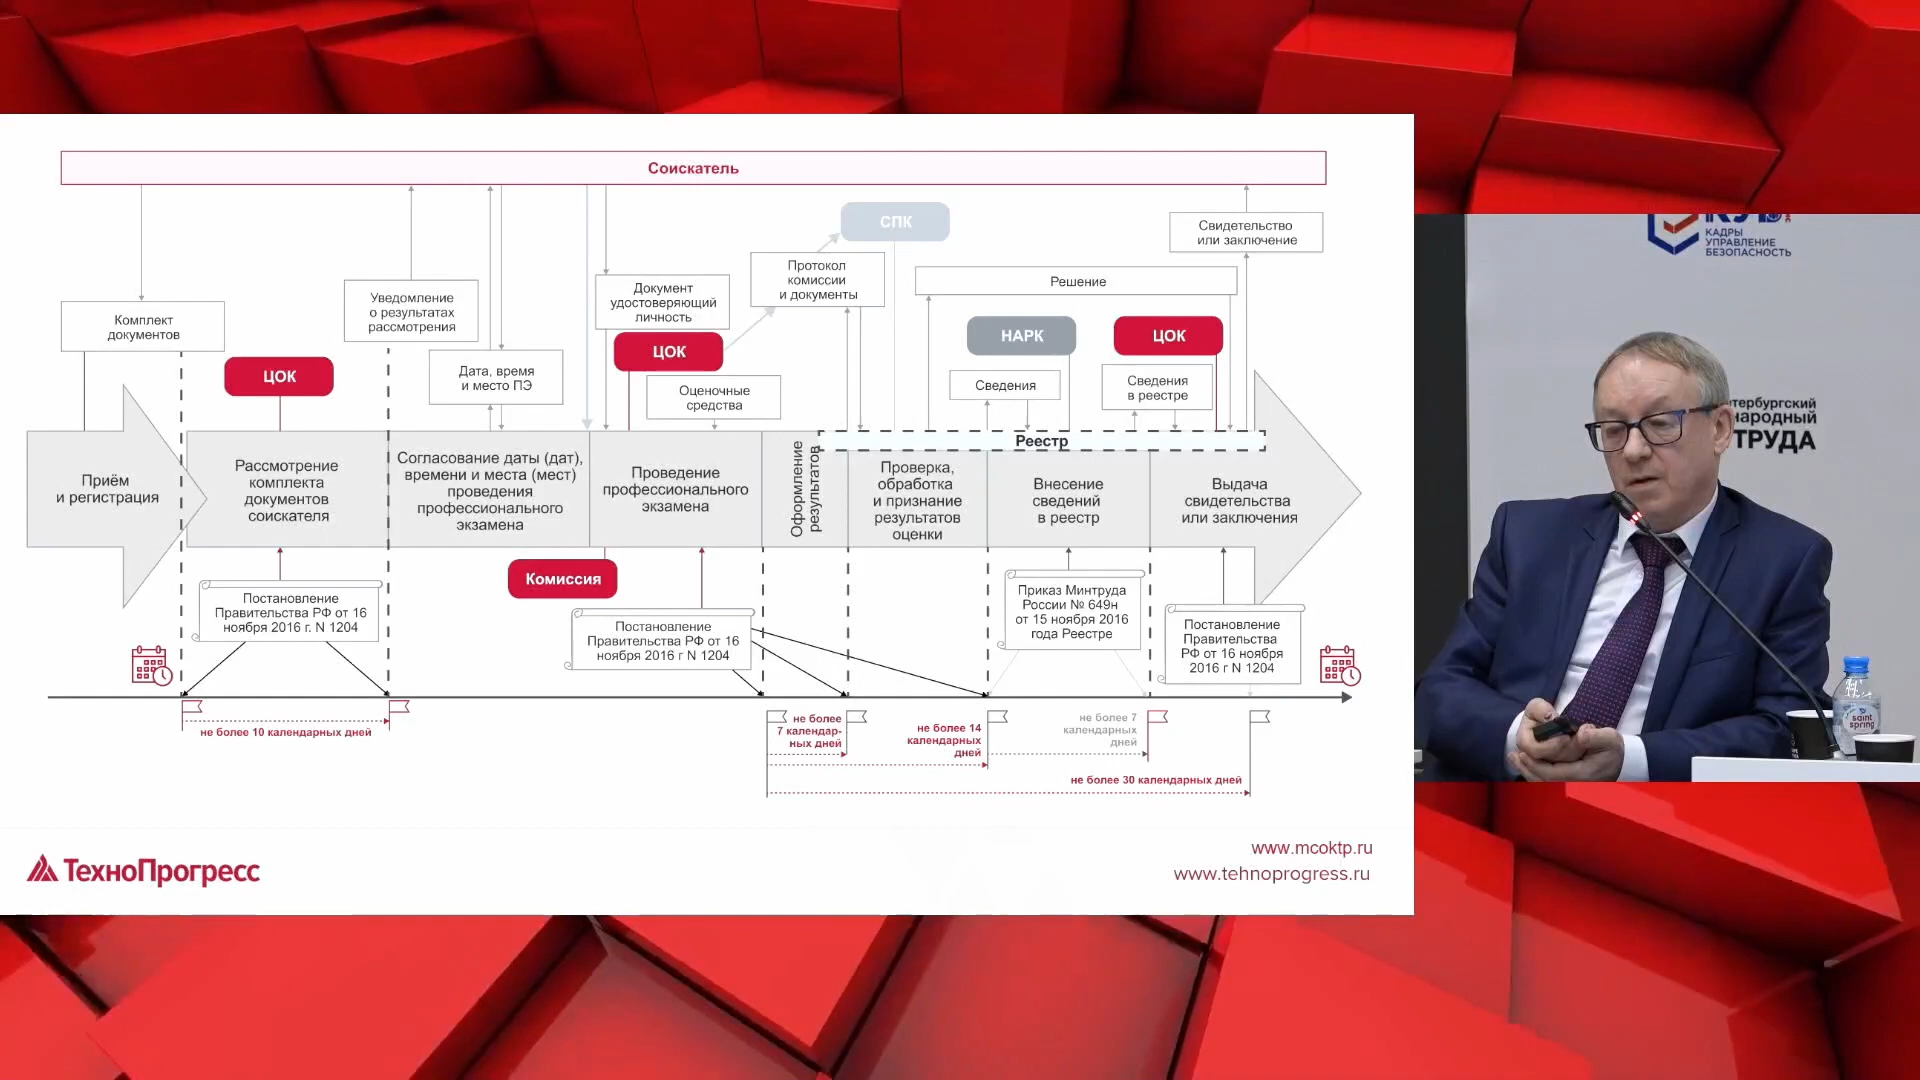 Соискатель
СПК
Свидетельство
или заключение
Протокол
комиссии
и документы
Решение
Документ
удостоверяющий
личность
Уведомление
о результатах
рассмотрения
Комплект
документов
НАРК
ЦОК
ЦОК
ЦОК
Дата, время
и место ПЭ
Оценочные
средства
Сведения
Сведения
в реестре
Реестр
Приём
и регистрация
Рассмотрение
комплекта
документов
соискателя
Согласование даты (дат),
времени и места (мест)
проведения
профессионального
экзамена
Проведение
профессионального
экзамена
Оформление
результатов
Проверка,
обработка
и признание
результатов
оценки
Внесение
сведений
в реестр
Выдача
свидетельства
или заключения
Комиссия
Постановление
Правительства РФ от 16
ноября 2016 г. N 1204
Постановление
Правительства РФ от 16
ноября 2016 г N 1204
Приказ Минтруда
России № 649н
от 15 ноября 2016
года Реестре
Постановление
Правительства
РФ от 16 ноября
2016 г N 1204
не более 10 календарных дней
не более
7 календар-
ных дней
не более 14
календарных
дней
не более 7
календарных
дней
не более 30 календарных дней
ТехноПрогресс
www.mcoktp.ru
www.tehnoprogress.ru
КАДРЫ
УПРАВЛЕНИЕ
БЕЗОПАСНОСТЬ
тербургский
народный
ТРУДА
saint
spring